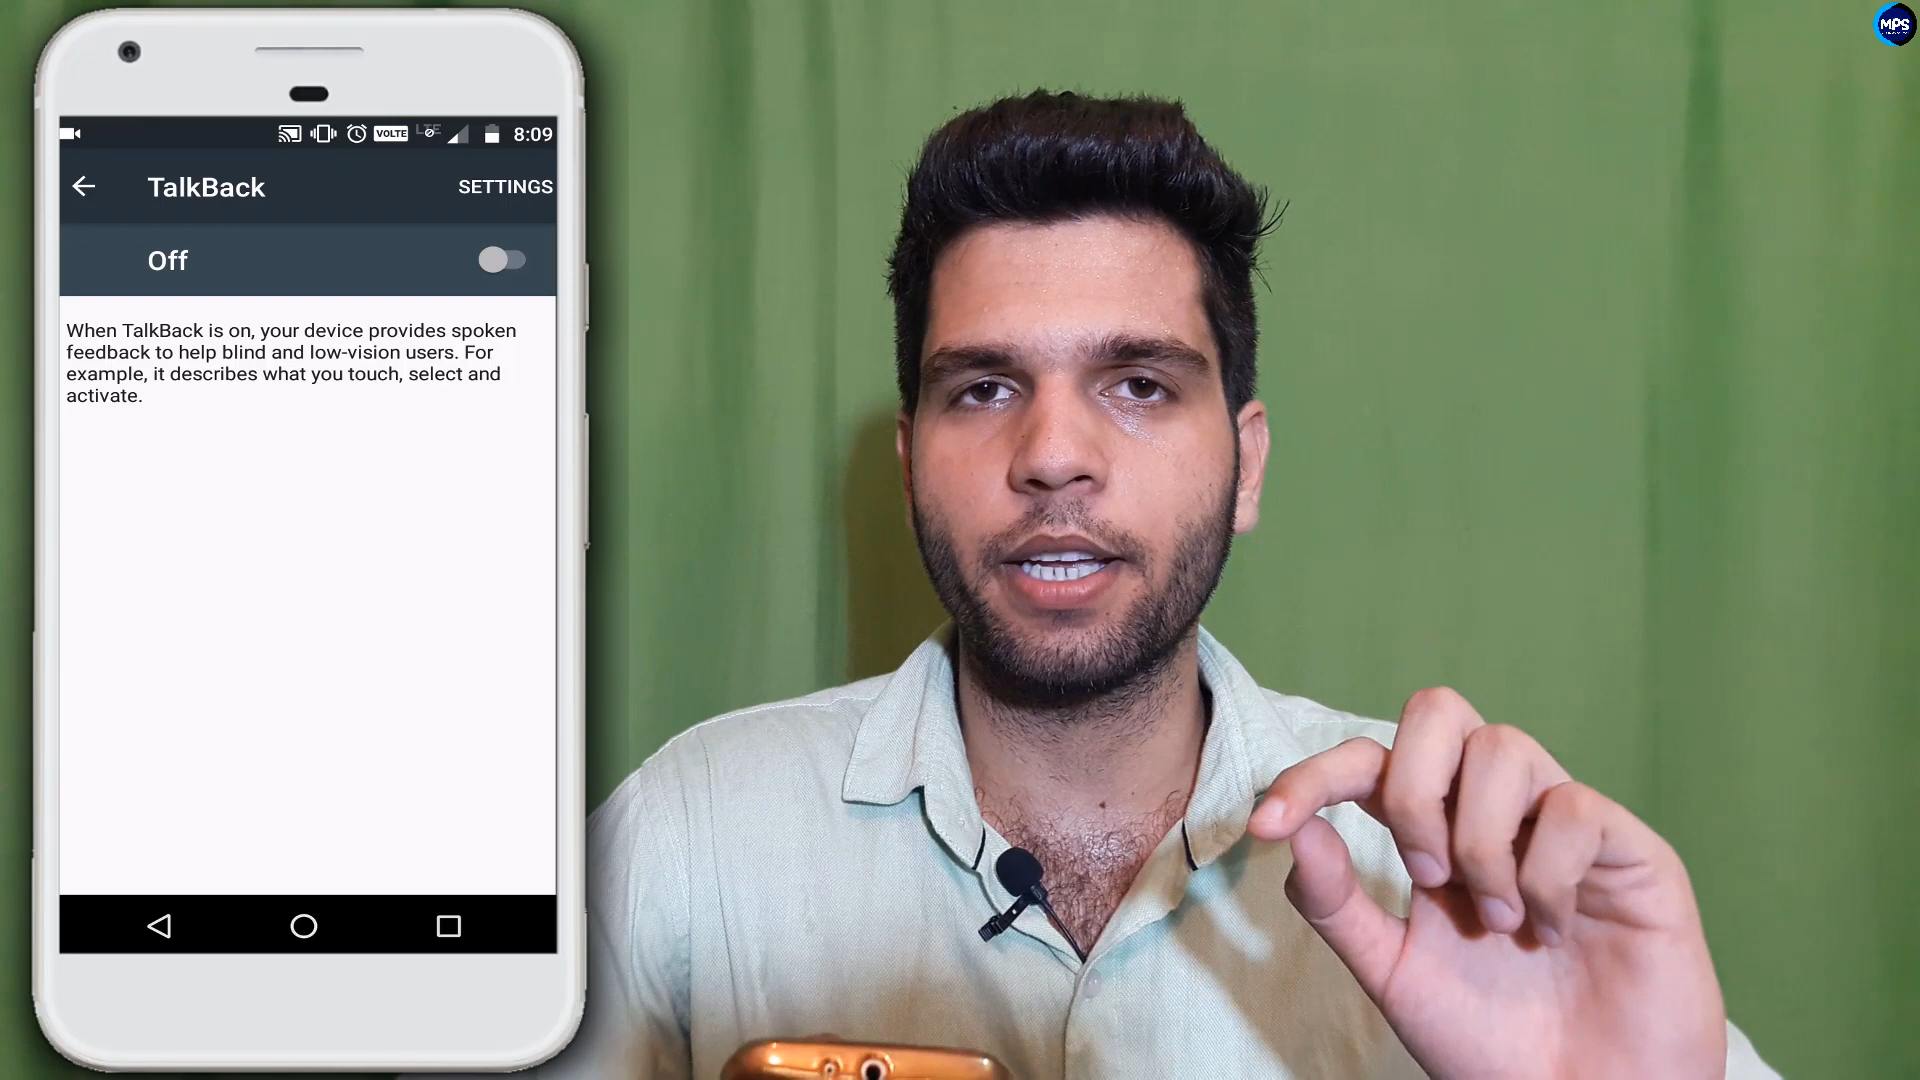 MPS
VOLTE LTE 8:09
TalkBack SETTINGS
Off
When TalkBack is on, your device provides spoken
feedback to help blind and low-vision users. For
example, it describes what you touch, select and
activate.